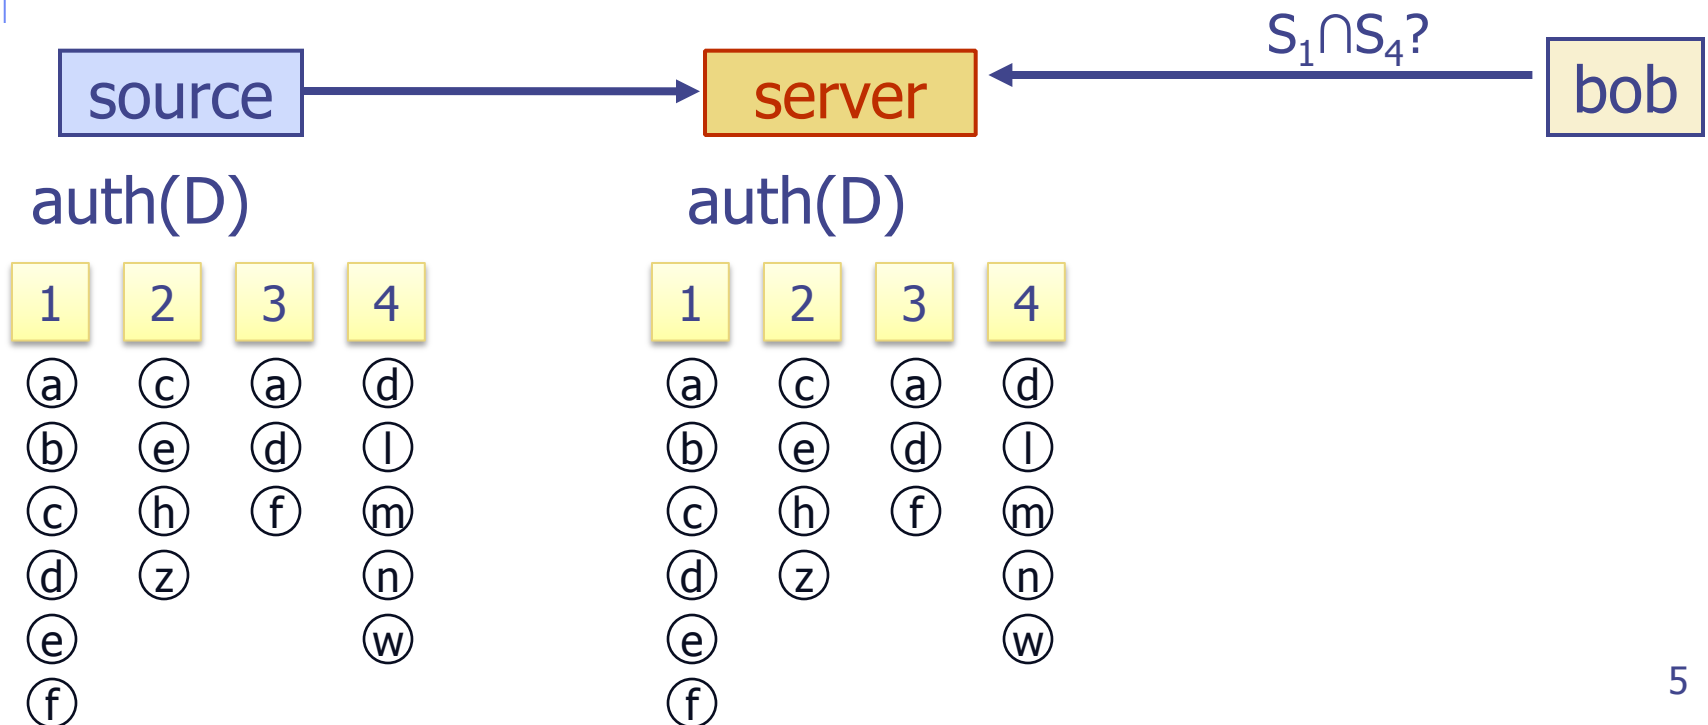 S₁∩S₄?
source server bob
auth(D) auth(D)
1 2 3 4 1 2 3 4
a c a d a c a d
b e d l b e d l
c h f m c h f m
d z n d z n
e w e w
f f
5